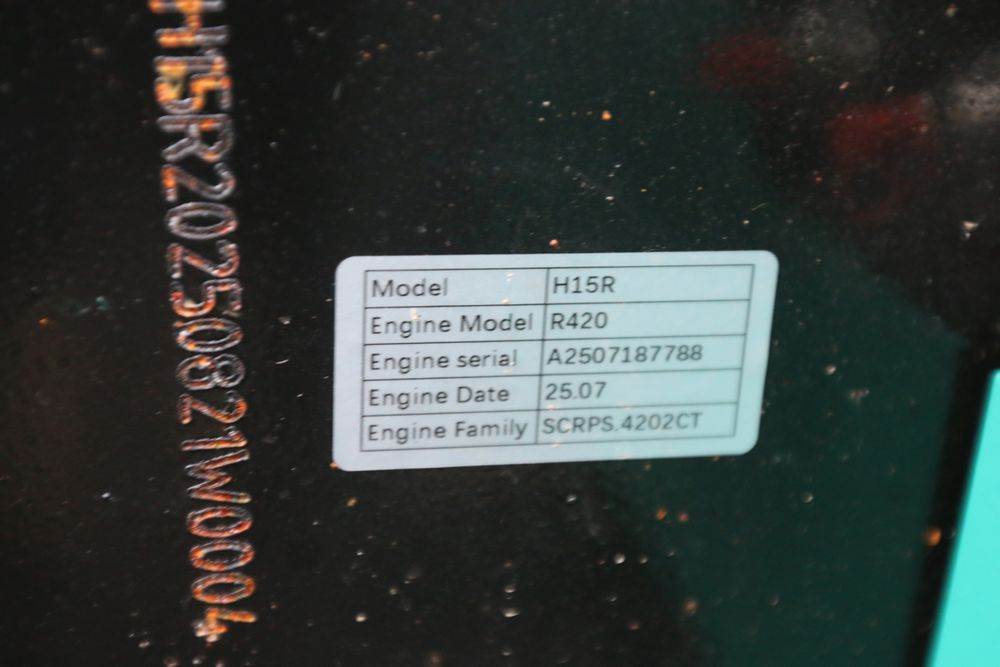 H15R20250821W0004
Model H15R
Engine Model R420
Engine serial A2507187788
Engine Date 25.07
Engine Family SCRPS.4202CT